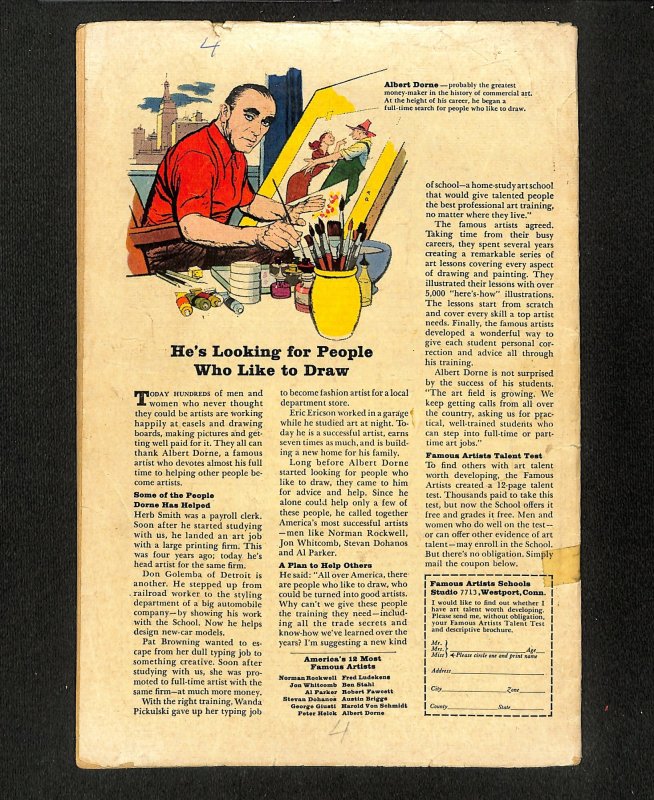 4
Albert Dorne—probably the greatest
money-maker in the history of commercial art.
At the height of his career, he began a
full-time search for people who like to draw.
He's Looking for People
Who Like to Draw
TODAY HUNDREDS of men and
women who never thought
they could be artists are working
happily at easels and drawing
boards, making pictures and get-
ting well paid for it. They all can
thank Albert Dorne, a famous
artist who devotes almost his full
time to helping other people be-
come artists.
Some of the People
Dorne Has Helped
Herb Smith was a payroll clerk.
Soon after he started studying
with us, he landed an art job
with a large printing firm. This
was four years ago; today he's
head artist for the same firm.
Don Golemba of Detroit is
another. He stepped up from
railroad worker to the styling
department of a big automobile
company—by showing his work
with the School. Now he helps
design new-car models.
Pat Browning wanted to es-
cape from her dull typing job to
something creative. Soon after
studying with us, she was pro-
moted to full-time artist with the
same firm—at much more money.
With the right training, Wanda
Pickulski gave up her typing job
to become fashion artist for a local
department store.
Eric Ericson worked in a garage
while he studied art at night. To-
day he is a successful artist, earns
seven times as much, and is build-
ing a new home for his family.
Long before Albert Dorne
started looking for people who
like to draw, they came to him
for advice and help. Since he
alone could help only a few of
these people, he called together
America's most successful artists
—men like Norman Rockwell,
Jon Whitcomb, Stevan Dohanos
and Al Parker.
A Plan to Help Others
He said: "All over America, there
are people who like to draw, who
could be turned into good artists.
Why can't we give these people
the training they need—includ-
ing all the trade secrets and
know-how we've learned over the
years? I'm suggesting a new kind
America's 12 Most
Famous Artists
Norman Rockwell Fred Ludekens
Jon Whitcomb Ben Stahl
Al Parker Robert Fawcett
Stevan Dohanos Austin Briggs
George Giusti Harold Von Schmidt
Peter Helck Albert Dorne
of school—a home-study art school
that would give talented people
the best professional art training,
no matter where they live."
The famous artists agreed.
Taking time from their busy
careers, they spent several years
creating a remarkable series of
art lessons covering every aspect
of drawing and painting. They
illustrated their lessons with over
5,000 "here's-how" illustrations.
The lessons start from scratch
and cover every skill a top artist
needs. Finally, the famous artists
developed a wonderful way to
give each student personal cor-
rection and advice all through
his training.
Albert Dorne is not surprised
by the success of his students.
"The art field is growing. We
keep getting calls from all over
the country, asking us for prac-
tical, well-trained students who
can step into full-time or part-
time art jobs."
Famous Artists Talent Test
To find others with art talent
worth developing, the Famous
Artists created a 12-page talent
test. Thousands paid to take this
test, but now the School offers it
free and grades it free. Men and
women who do well on the test—
or can offer other evidence of art
talent—may enroll in the School.
But there's no obligation. Simply
mail the coupon below.
Famous Artists Schools
Studio 7713, Westport, Conn.
I would like to find out whether I
have art talent worth developing.
Please send me, without obligation,
your Famous Artists Talent Test
and descriptive brochure.
Mr.
Mrs. Age
Miss Please circle one and print name
Address
City Zone
County State
4